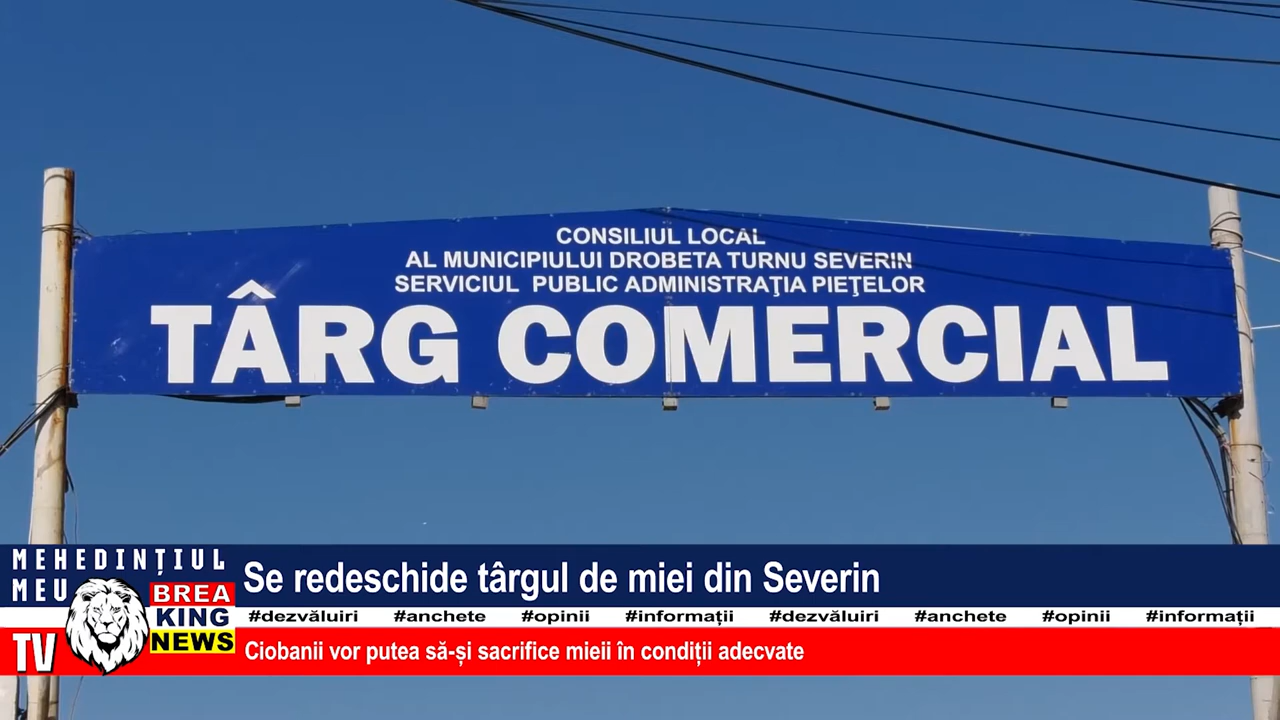 CONSILIUL LOCAL
AL MUNICIPIULUI DROBETA TURNU SEVERIN
SERVICIUL PUBLIC ADMINISTRAŢIA PIEŢELOR
TÂRG COMERCIAL
MEHEDINȚIUL
MEU
TV
BREA
KING
NEWS
Se redeschide târgul de miei din Severin
#dezvăluiri #anchete #opinii #informații #dezvăluiri #anchete #opinii #informații
Ciobanii vor putea să-și sacrifice mieii în condiții adecvate